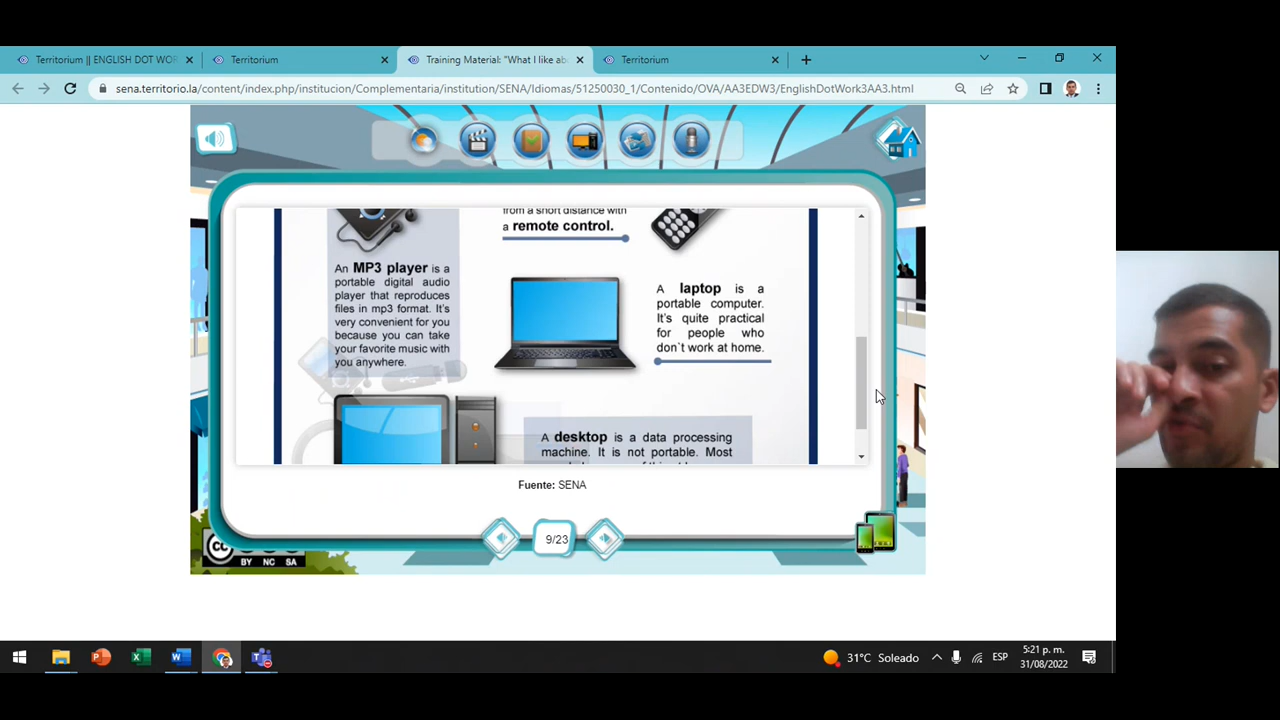 Territorium || ENGLISH DOT WOR
Territorium
Training Material: "What I like abo
Territorium
sena.territorio.la/content/index.php/institucion/Complementaria/institution/SENA/Idiomas/51250030_1/Contenido/OVA/AA3EDW3/EnglishDotWork3AA3.html
from a short distance with
a remote control.
An MP3 player is a
portable digital audio
player that reproduces
files in mp3 format. It's
very convenient for you
because you can take
your favorite music with
you anywhere.
A laptop is a
portable computer.
It's quite practical
for people who
don`t work at home.
A desktop is a data processing
machine. It is not portable. Most
Fuente: SENA
9/23
cc
BY NC SA
31°C Soleado
ESP
5:21 p. m.
31/08/2022